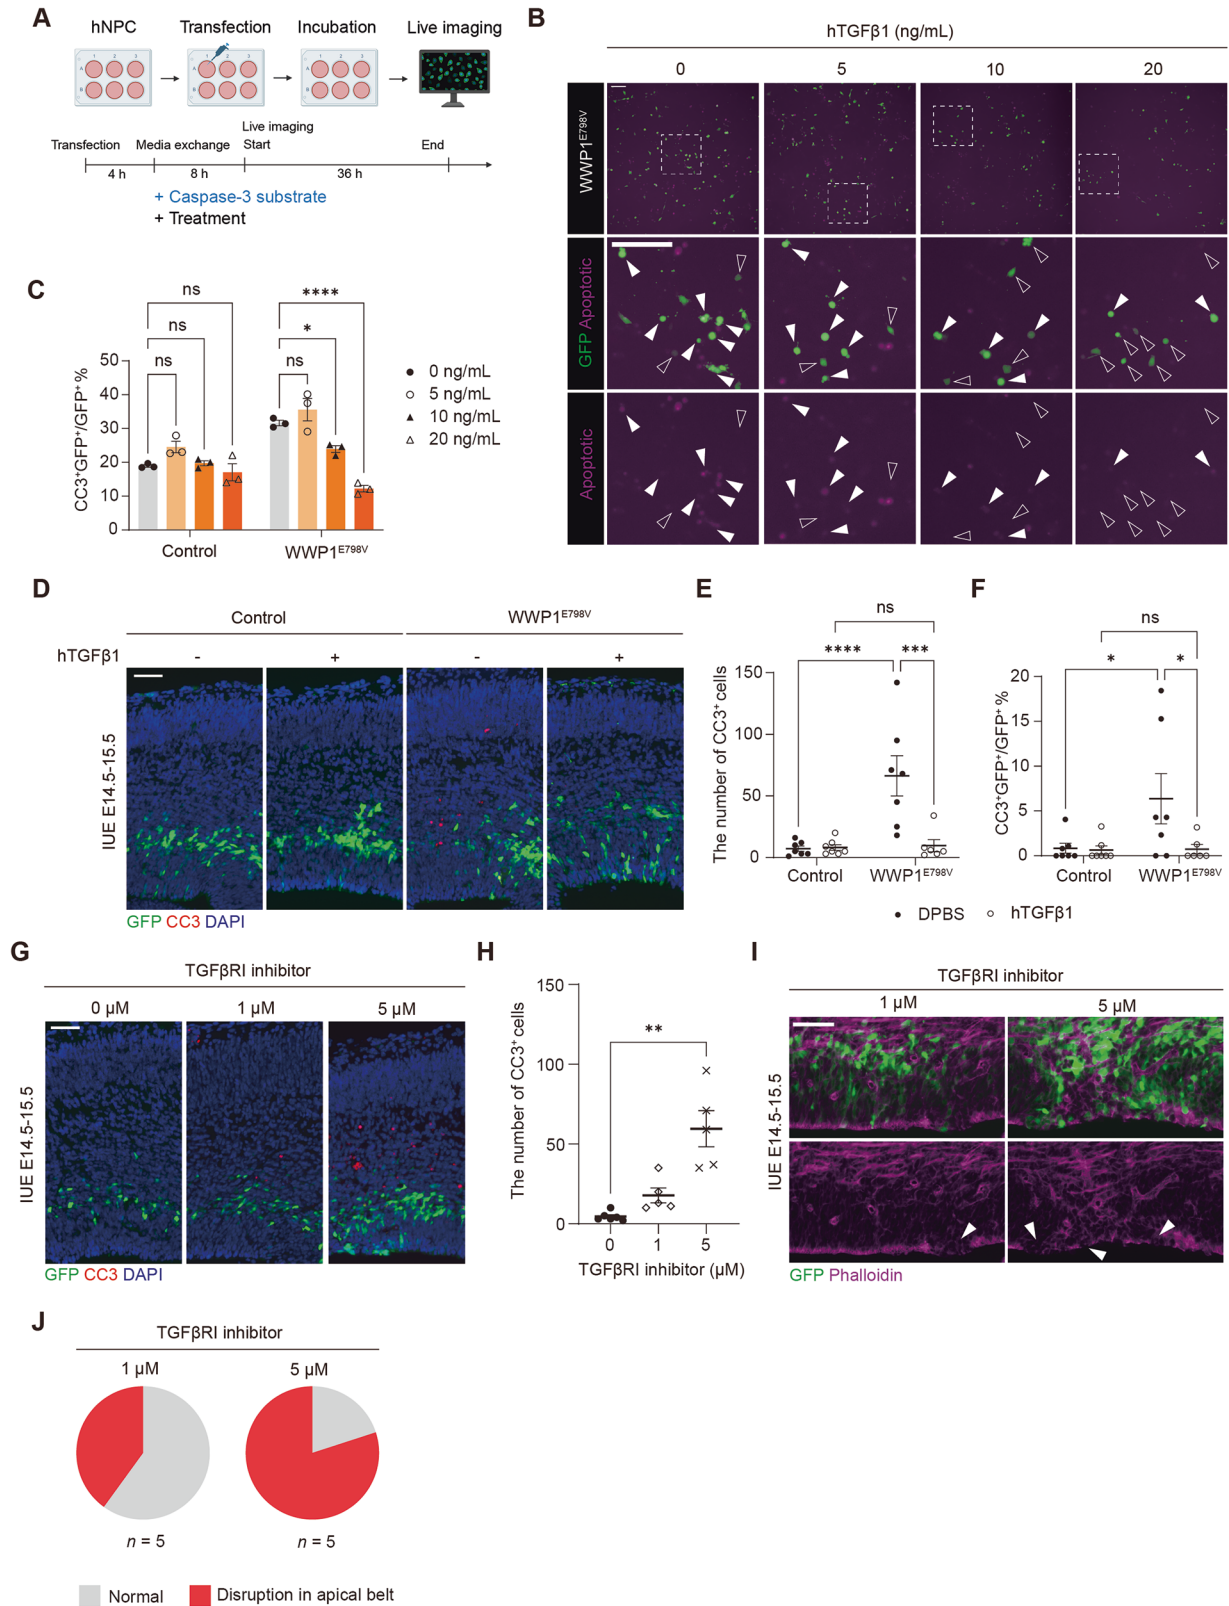 A
hNPC Transfection Incubation Live imaging
Live imaging
Transfection Media exchange Start End
4 h 8 h 36 h
+ Caspase-3 substrate
+ Treatment
B
hTGFβ1 (ng/mL)
0 5 10 20
WWP1E798V
GFP Apoptotic
Apoptotic
C
ns ****
ns *
ns ns
CC3+GFP+/GFP+ %
50
40
30
20
10
0
Control WWP1E798V
0 ng/mL
5 ng/mL
10 ng/mL
20 ng/mL
D
Control WWP1E798V
hTGFβ1 - + - +
IUE E14.5-15.5
GFP CC3 DAPI
E
ns
**** ***
The number of CC3+ cells
150
100
50
0
Control WWP1E798V
F
ns
* *
CC3+GFP+/GFP+ %
20
15
10
5
0
Control WWP1E798V
DPBS hTGFβ1
G
TGFβRI inhibitor
0 μM 1 μM 5 μM
IUE E14.5-15.5
GFP CC3 DAPI
H
**
The number of CC3+ cells
150
100
50
0
0 1 5
TGFβRI inhibitor (μM)
I
TGFβRI inhibitor
1 μM 5 μM
IUE E14.5-15.5
GFP Phalloidin
J
TGFβRI inhibitor
1 μM 5 μM
n = 5 n = 5
Normal Disruption in apical belt